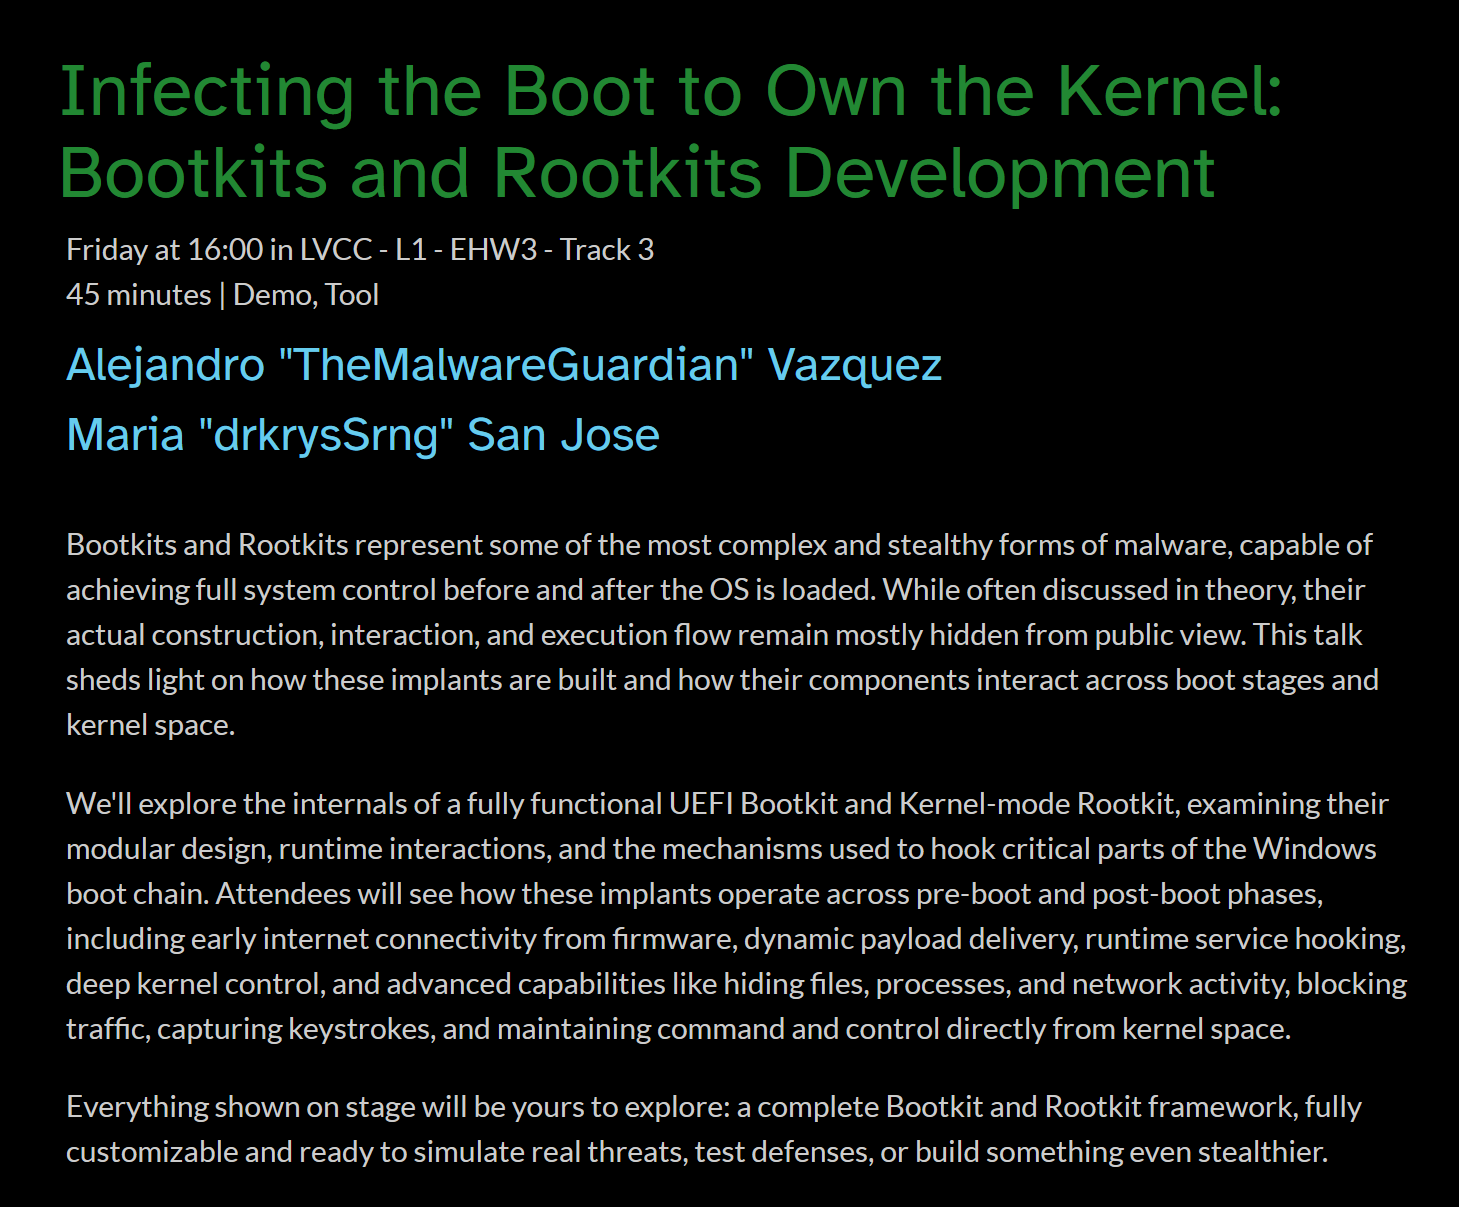 Infecting the Boot to Own the Kernel:
Bootkits and Rootkits Development
Friday at 16:00 in LVCC - L1 - EHW3 - Track 3
45 minutes | Demo, Tool
Alejandro "TheMalwareGuardian" Vazquez
Maria "drkrysSrng" San Jose
Bootkits and Rootkits represent some of the most complex and stealthy forms of malware, capable of
achieving full system control before and after the OS is loaded. While often discussed in theory, their
actual construction, interaction, and execution flow remain mostly hidden from public view. This talk
sheds light on how these implants are built and how their components interact across boot stages and
kernel space.
We'll explore the internals of a fully functional UEFI Bootkit and Kernel-mode Rootkit, examining their
modular design, runtime interactions, and the mechanisms used to hook critical parts of the Windows
boot chain. Attendees will see how these implants operate across pre-boot and post-boot phases,
including early internet connectivity from firmware, dynamic payload delivery, runtime service hooking,
deep kernel control, and advanced capabilities like hiding files, processes, and network activity, blocking
traffic, capturing keystrokes, and maintaining command and control directly from kernel space.
Everything shown on stage will be yours to explore: a complete Bootkit and Rootkit framework, fully
customizable and ready to simulate real threats, test defenses, or build something even stealthier.